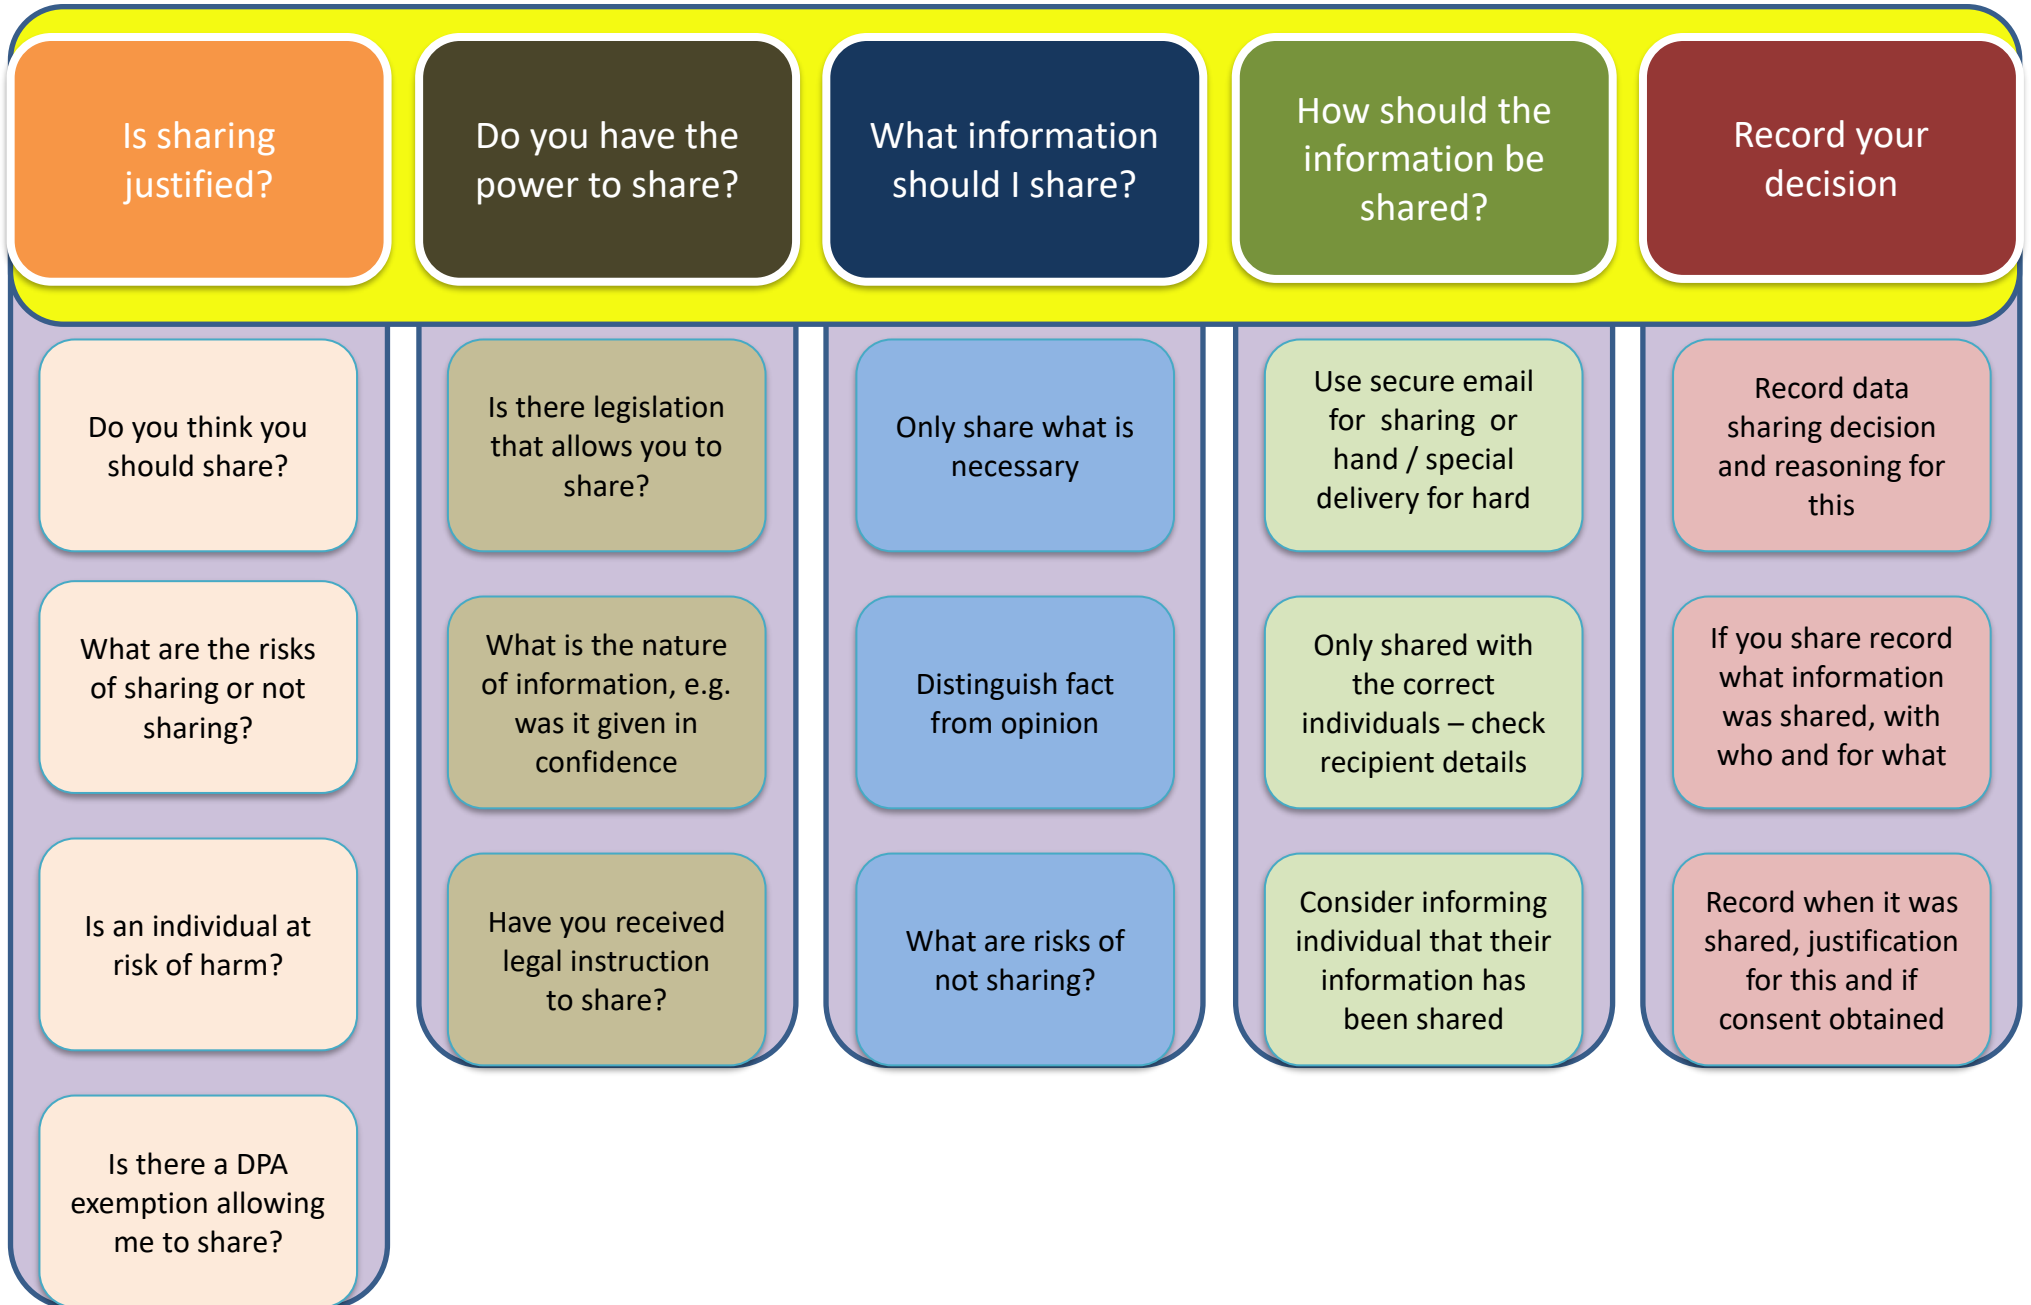 Is sharing
justified?
Do you have the
power to share?
What information
should I share?
How should the
information be
shared?
Record your
decision
Do you think you
should share?
What are the risks
of sharing or not
sharing?
Is an individual at
risk of harm?
Is there a DPA
exemption allowing
me to share?
Is there legislation
that allows you to
share?
What is the nature
of information, e.g.
was it given in
confidence
Have you received
legal instruction
to share?
Only share what is
necessary
Distinguish fact
from opinion
What are risks of
not sharing?
Use secure email
for sharing or
hand / special
delivery for hard
Only shared with
the correct
individuals – check
recipient details
Consider informing
individual that their
information has
been shared
Record data
sharing decision
and reasoning for
this
If you share record
what information
was shared, with
who and for what
Record when it was
shared, justification
for this and if
consent obtained